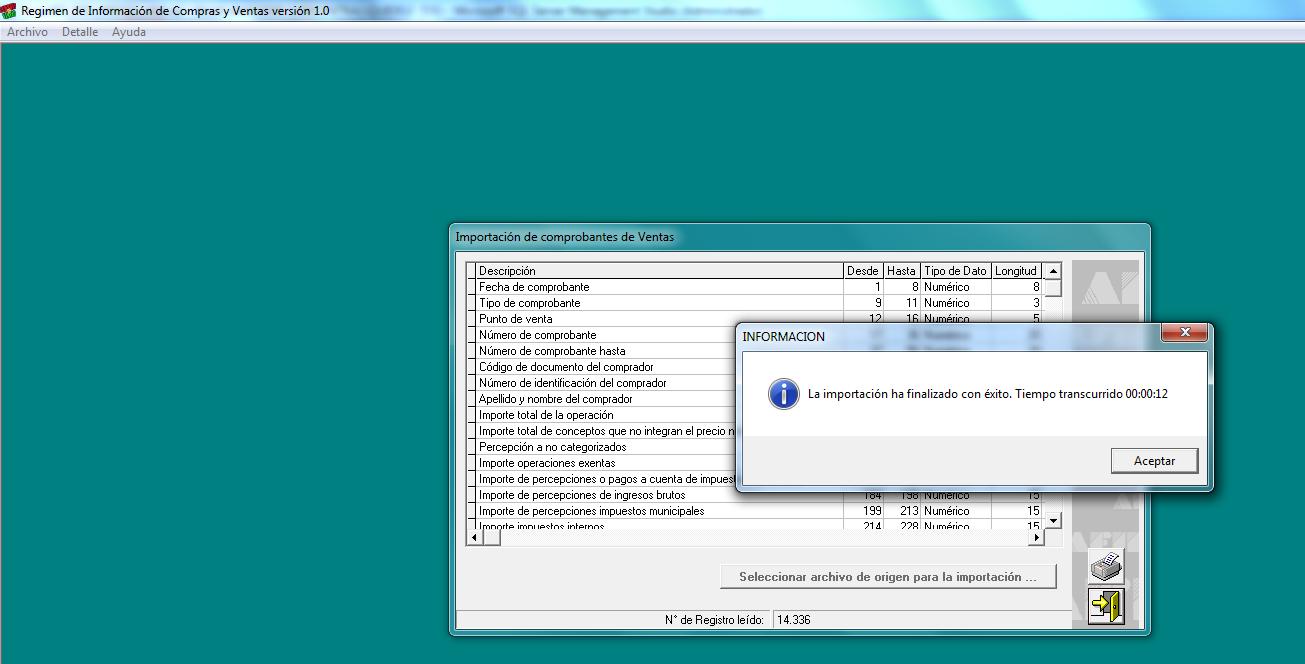 Regimen de Información de Compras y Ventas versión 1.0
Microsoft SQL Server Management Studio (Administrador)
Archivo Detalle Ayuda
Importación de comprobantes de Ventas
Descripción Desde Hasta Tipo de Dato Longitud
Fecha de comprobante 1 8 Numérico 8
Tipo de comprobante 9 11 Numérico 3
Punto de venta 12 16 Numérico 5
Número de comprobante
Número de comprobante hasta
Código de documento del comprador
Número de identificación del comprador
Apellido y nombre del comprador
Importe total de la operación
Importe total de conceptos que no integran el precio n
Percepción a no categorizados
Importe operaciones exentas
Importe de percepciones o pagos a cuenta de impues
Importe de percepciones de ingresos brutos 184 198 Numérico 15
Importe de percepciones impuestos municipales 199 213 Numérico 15
Importe impuestos internos 214 228 Numérico 15
INFORMACION
La importación ha finalizado con éxito. Tiempo transcurrido 00:00:12
Aceptar
Seleccionar archivo de origen para la importación ...
N° de Registro leído: 14.336